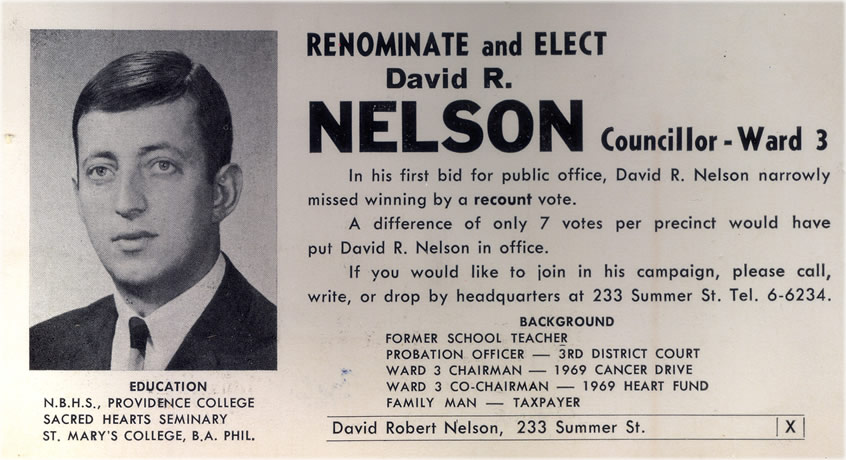 RENOMINATE and ELECT
David R.
NELSON Councillor - Ward 3
In his first bid for public office, David R. Nelson narrowly
missed winning by a recount vote.
A difference of only 7 votes per precinct would have
put David R. Nelson in office.
If you would like to join in his campaign, please call,
write, or drop by headquarters at 233 Summer St. Tel. 6-6234.
BACKGROUND
FORMER SCHOOL TEACHER
PROBATION OFFICER — 3RD DISTRICT COURT
WARD 3 CHAIRMAN — 1969 CANCER DRIVE
WARD 3 CO-CHAIRMAN — 1969 HEART FUND
FAMILY MAN — TAXPAYER
David Robert Nelson, 233 Summer St. X
EDUCATION
N.B.H.S., PROVIDENCE COLLEGE
SACRED HEARTS SEMINARY
ST. MARY'S COLLEGE, B.A. PHIL.